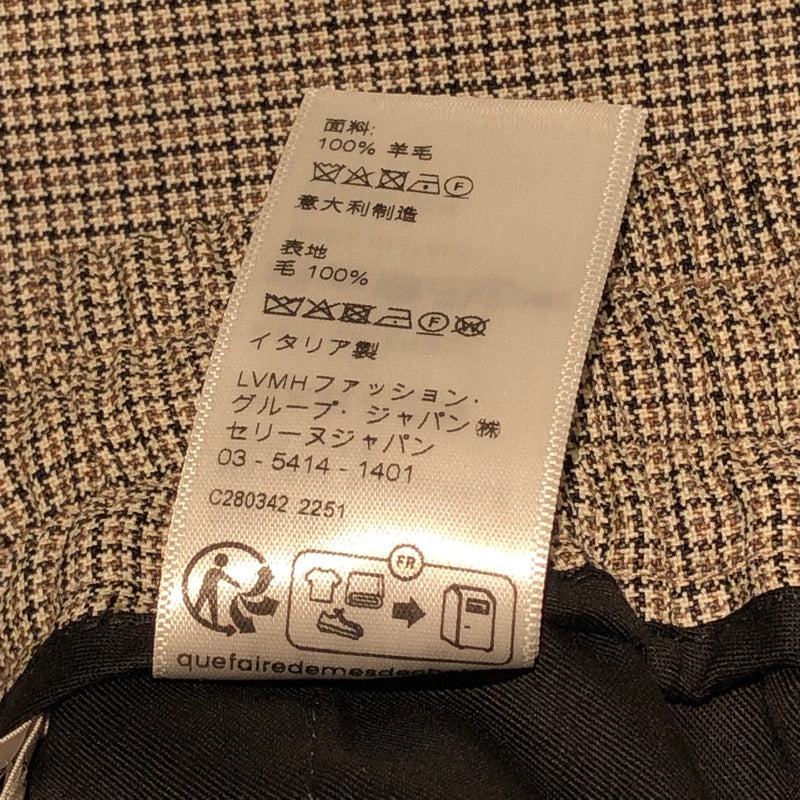 面料:
100% 羊毛
F
意大利制造
表地
毛 100%
F W
イタリア製
LVMHファッション・
グループ・ジャパン㈱
セリーヌジャパン
03 - 5414 - 1401
C280342 2251
FR